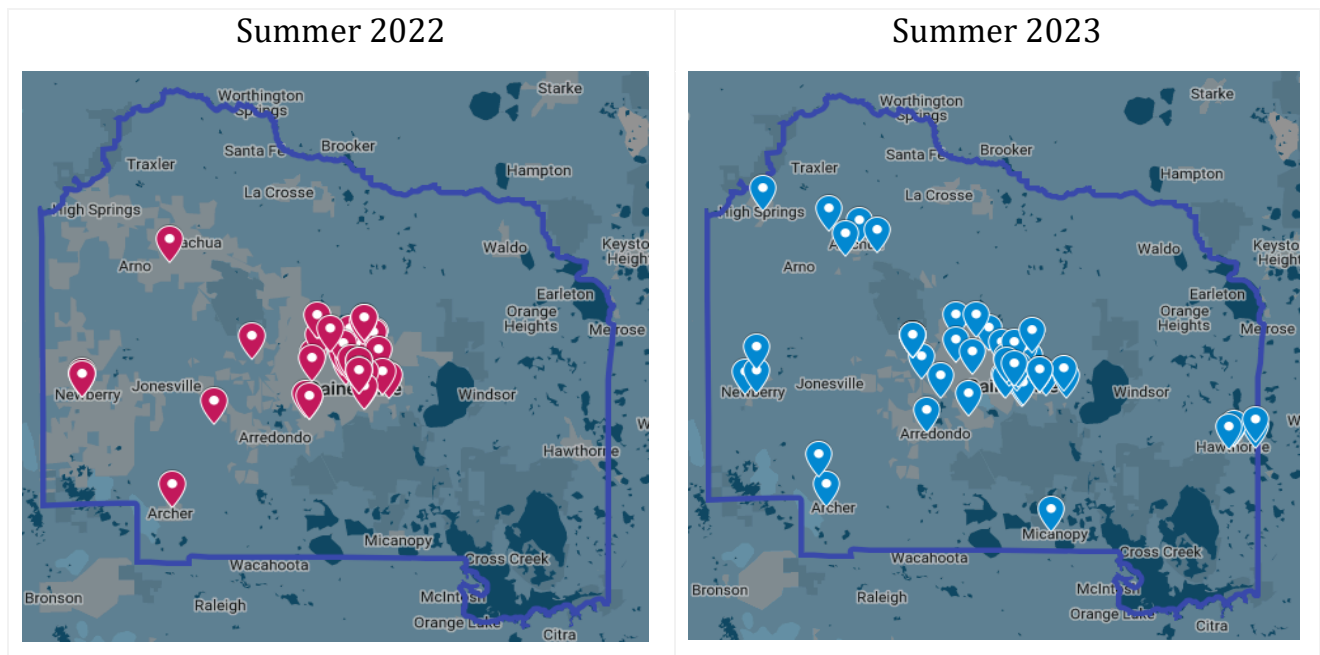 Summer 2022
Summer 2023
Worthington
Springs
Starke
Santa Fe
Brooker
Traxler
Hampton
La Crosse
High Springs
Waldo
Arno
Earleton
Orange
Heights
Melrose
Jonesville
Newberry
Windsor
Arredondo
Hawthorne
Archer
Micanopy
Cross Creek
Wacahoota
Bronson
Raleigh
McIntosh
Orange Lake
Citra
Worthington
Springs
Starke
Santa Fe
Brooker
Traxler
Hampton
La Crosse
High Springs
Waldo
Arno
Earleton
Orange
Heights
Melrose
Jonesville
Newberry
Windsor
Arredondo
Hawthorne
Archer
Micanopy
Cross Creek
Wacahoota
Bronson
Raleigh
McIntosh
Orange Lake
Citra